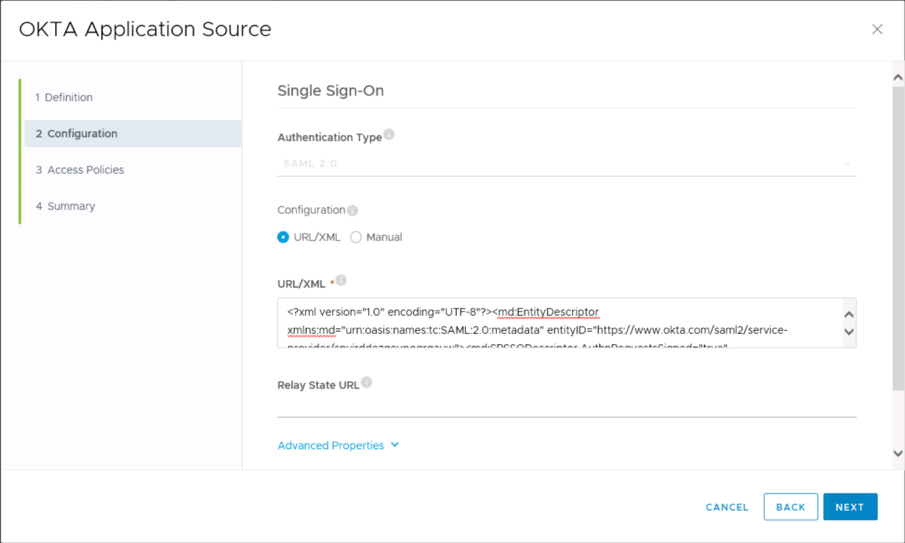 OKTA Application Source
1 Definition
2 Configuration
3 Access Policies
4 Summary
Single Sign-On
Authentication Type
SAML 2.0
Configuration
URL/XML
Manual
URL/XML *
<?xml version="1.0" encoding="UTF-8"?><md:EntityDescriptor
xmlns:md="urn:oasis:names:tc:SAML:2.0:metadata" entityID="https://www.okta.com/saml2/service-
Relay State URL
Advanced Properties
CANCEL
BACK
NEXT